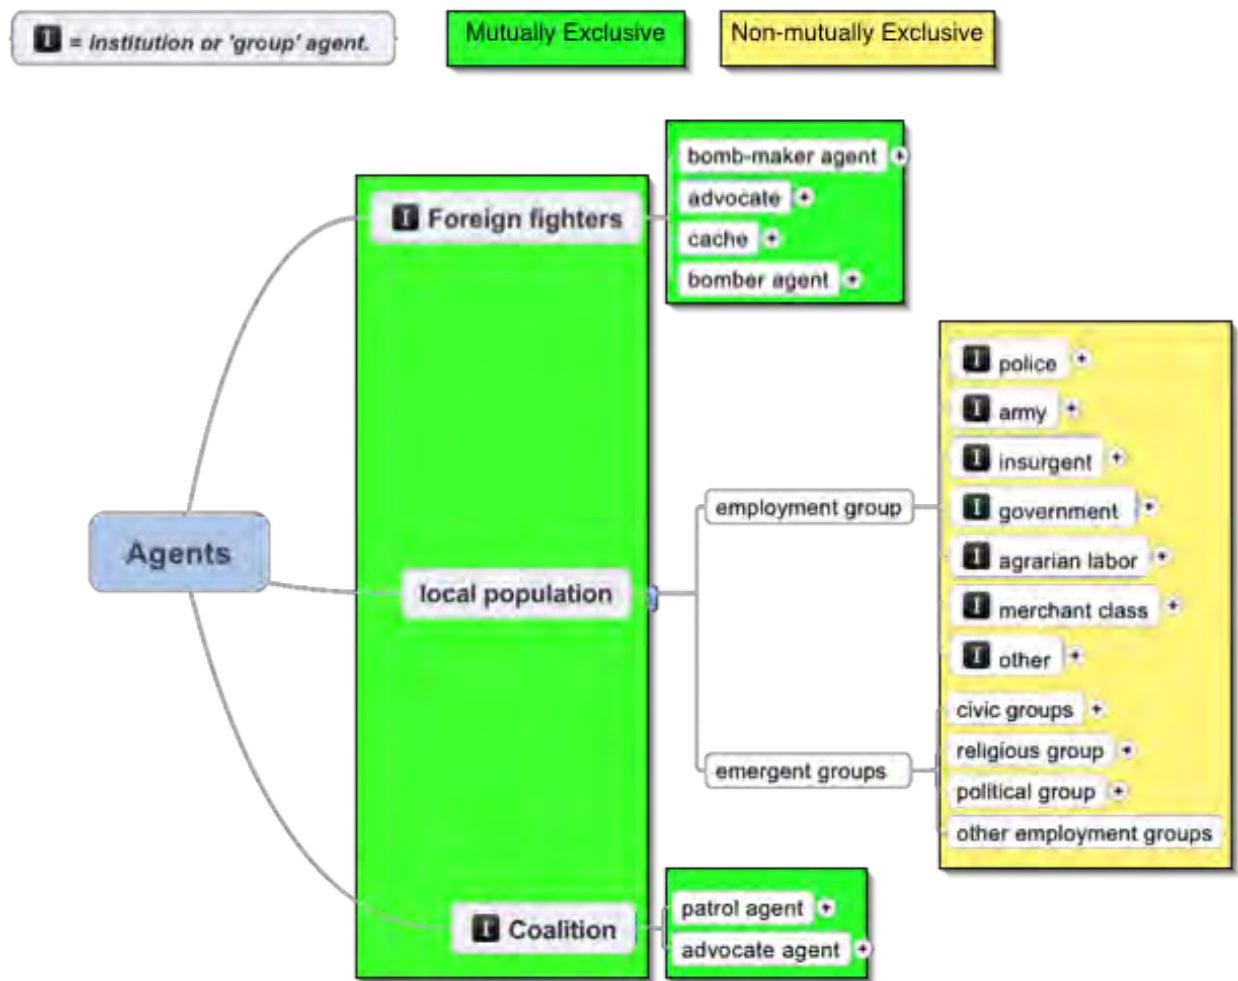 I = Institution or 'group' agent.
Mutually Exclusive
Non-mutually Exclusive
bomb-maker agent +
I Foreign fighters
advocate +
cache +
bomber agent +
I police +
I army +
I insurgent +
employment group
I government +
Agents
I agrarian labor +
local population
I merchant class +
I other +
civic groups +
religious group +
emergent groups
political group +
other employment groups
patrol agent +
I Coalition
advocate agent +